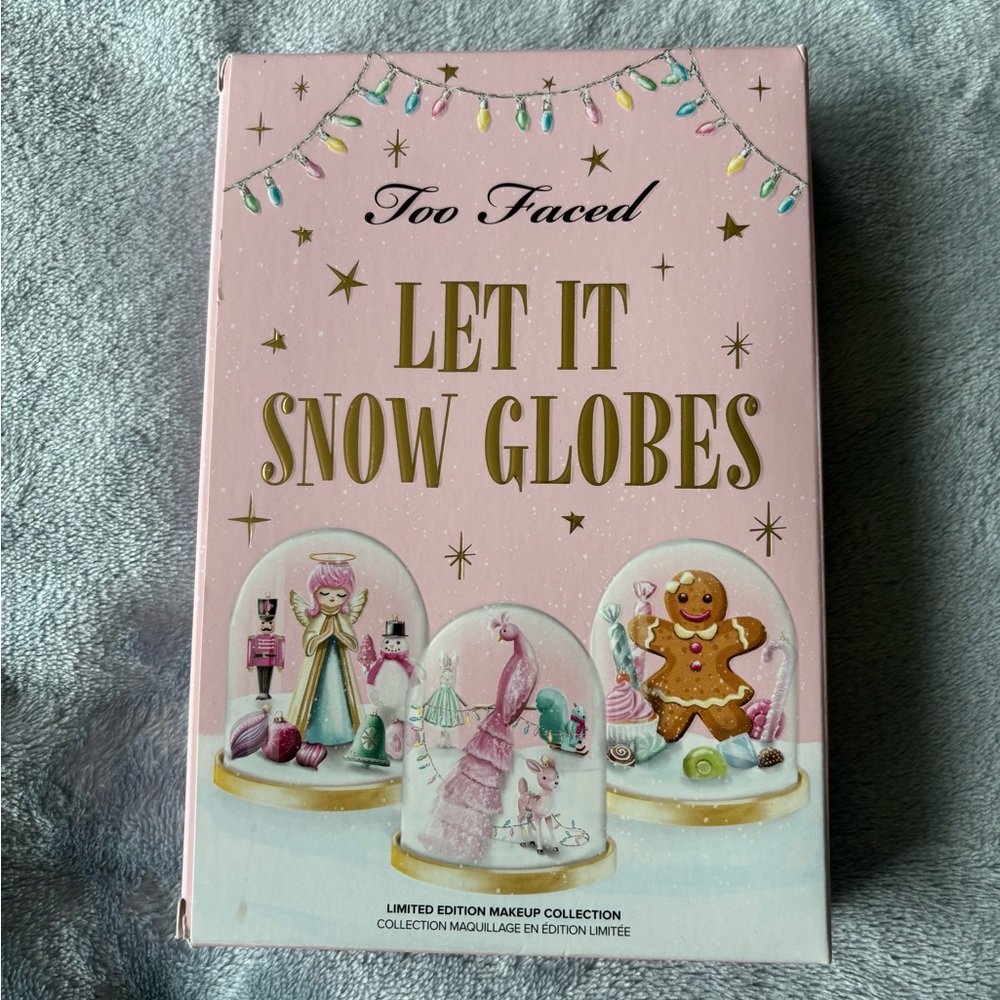 Too Faced
LET IT
SNOW GLOBES
LIMITED EDITION MAKEUP COLLECTION
COLLECTION MAQUILLAGE EN ÉDITION LIMITÉE